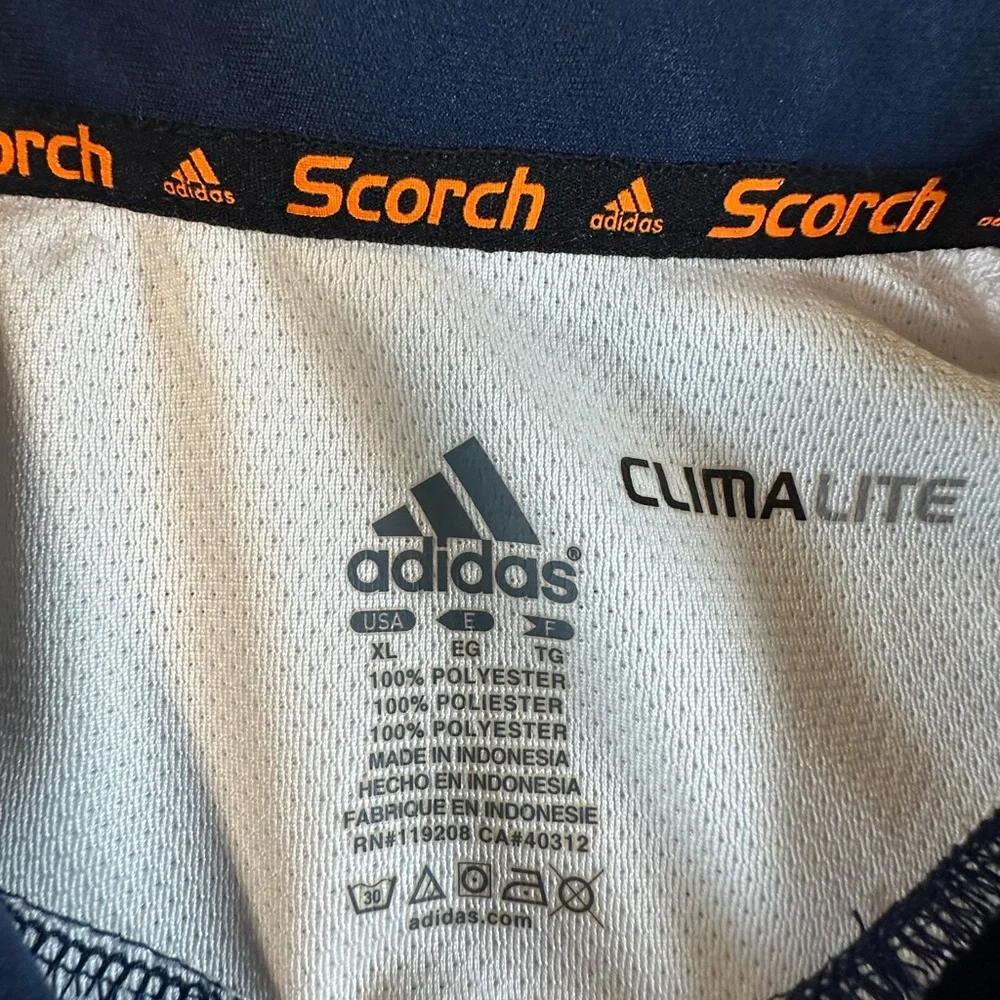 orch adidas Scorch adidas Scorch
CLIMALITE
adidas®
USA E F
XL EG TG
100% POLYESTER
100% POLIESTER
100% POLYESTER
MADE IN INDONESIA
HECHO EN INDONESIA
FABRIQUE EN INDONESIE
RN#119208 CA#40312
30
adidas.com